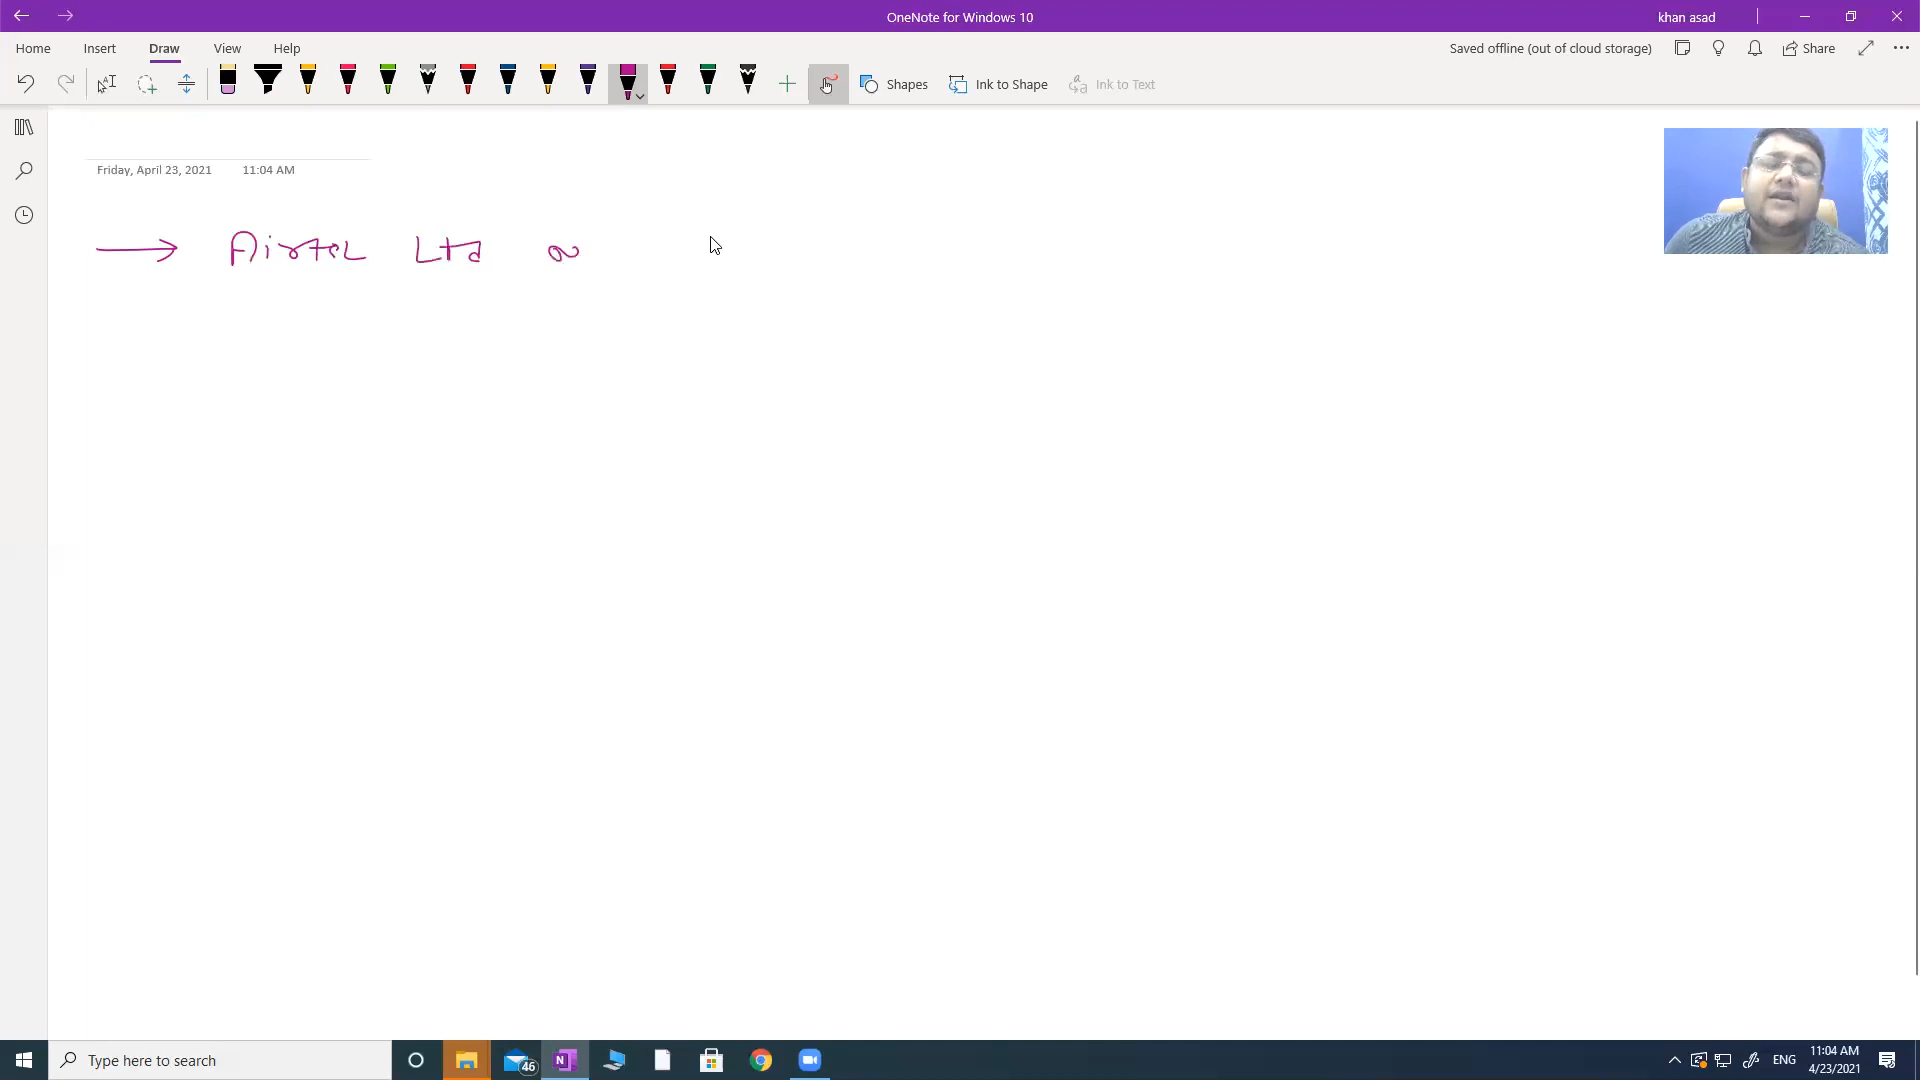 OneNote for Windows 10
khan asad
Home Insert Draw View Help
Saved offline (out of cloud storage)
Share
Shapes
Ink to Shape
Ink to Text
Friday, April 23, 2021 11:04 AM
→ Airtel Ltd
Type here to search
46
N
ENG
11:04 AM
4/23/2021